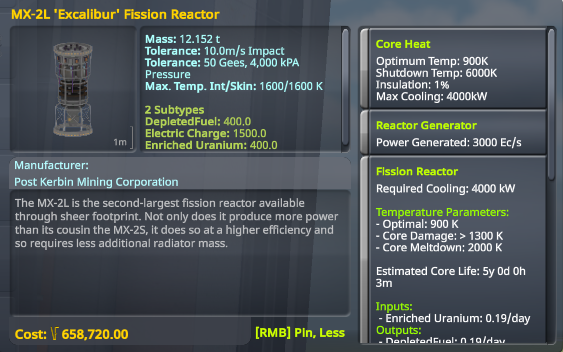 MX-2L 'Excalibur' Fission Reactor
Mass: 12.152 t
Tolerance: 10.0m/s Impact
Tolerance: 50 Gees, 4,000 kPA
Pressure
Max. Temp. Int/Skin: 1600/1600 K
2 Subtypes
DepletedFuel: 400.0
Electric Charge: 1500.0
Enriched Uranium: 400.0
1m
Manufacturer:
Post Kerbin Mining Corporation
The MX-2L is the second-largest fission reactor available
through sheer footprint. Not only does it produce more power
than its cousin the MX-2S, it does so at a higher efficiency and
so requires less additional radiator mass.
Cost: 658,720.00
[RMB] Pin, Less
Core Heat
Optimum Temp: 900K
Shutdown Temp: 6000K
Insulation: 1%
Max Cooling: 4000kW
Reactor Generator
Power Generated: 3000 Ec/s
Fission Reactor
Required Cooling: 4000 kW
Temperature Parameters:
- Optimal: 900 K
- Core Damage: > 1300 K
- Core Meltdown: 2000 K
Estimated Core Life: 5y 0d 0h
3m
Inputs:
- Enriched Uranium: 0.19/day
Outputs:
- DepletedFuel: 0.19/day